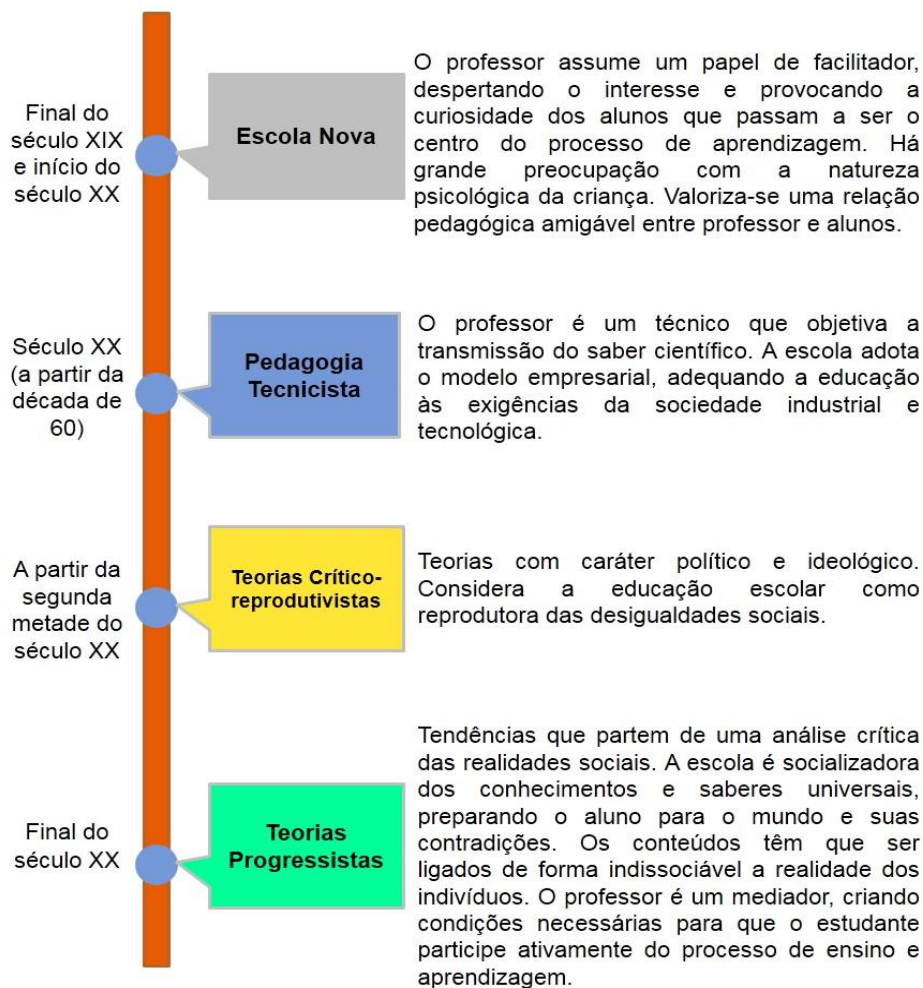 Final do
século XIX
e início do
século XX
Escola Nova
O professor assume um papel de facilitador,
despertando o interesse e provocando a
curiosidade dos alunos que passam a ser o
centro do processo de aprendizagem. Há
grande preocupação com a natureza
psicológica da criança. Valoriza-se uma relação
pedagógica amigável entre professor e alunos.
Século XX
(a partir da
década de
60)
Pedagogia
Tecnicista
O professor é um técnico que objetiva a
transmissão do saber científico. A escola adota
o modelo empresarial, adequando a educação
às exigências da sociedade industrial e
tecnológica.
A partir da
segunda
metade do
século XX
Teorias Crítico-
reprodutivistas
Teorias com caráter político e ideológico.
Considera a educação escolar como
reprodutora das desigualdades sociais.
Final do
século XX
Teorias
Progressistas
Tendências que partem de uma análise crítica
das realidades sociais. A escola é socializadora
dos conhecimentos e saberes universais,
preparando o aluno para o mundo e suas
contradições. Os conteúdos têm que ser
ligados de forma indissociável a realidade dos
indivíduos. O professor é um mediador, criando
condições necessárias para que o estudante
participe ativamente do processo de ensino e
aprendizagem.